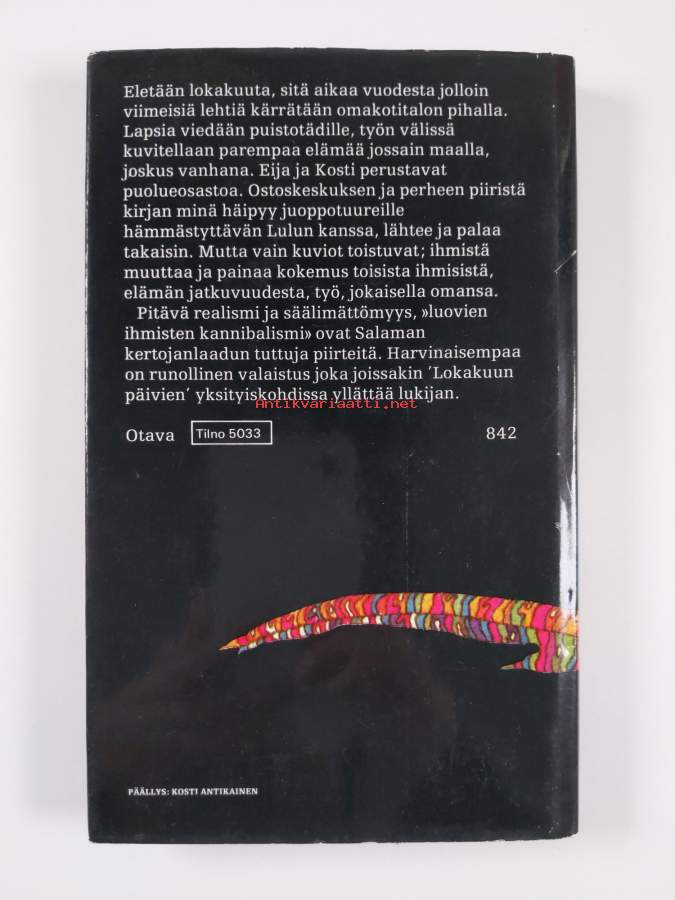 Eletään lokakuuta, sitä aikaa vuodesta jolloin
viimeisiä lehtiä kärrätään omakotitalon pihalla.
Lapsia viedään puistotädille, työn välissä
kuvitellaan parempaa elämää jossain maalla,
joskus vanhana. Eija ja Kosti perustavat
puolueosastoa. Ostoskeskuksen ja perheen piiristä
kirjan minä häipyy juoppotuureille
hämmästyttävän Lulun kanssa, lähtee ja palaa
takaisin. Mutta vain kuviot toistuvat; ihmistä
muuttaa ja painaa kokemus toisista ihmisistä,
elämän jatkuvuudesta, työ, jokaisella omansa.
Pitävä realismi ja säälimättömyys, »luovien
ihmisten kannibalismi» ovat Salaman
kertojanlaadun tuttuja piirteitä. Harvinaisempaa
on runollinen valaistus joka joissakin ′Lokakuun
päivien′ yksityiskohdissa yllättää lukijan.
Antikvariaatti.net
Otava Tilno 5033 842
PÄÄLLYS: KOSTI ANTIKAINEN